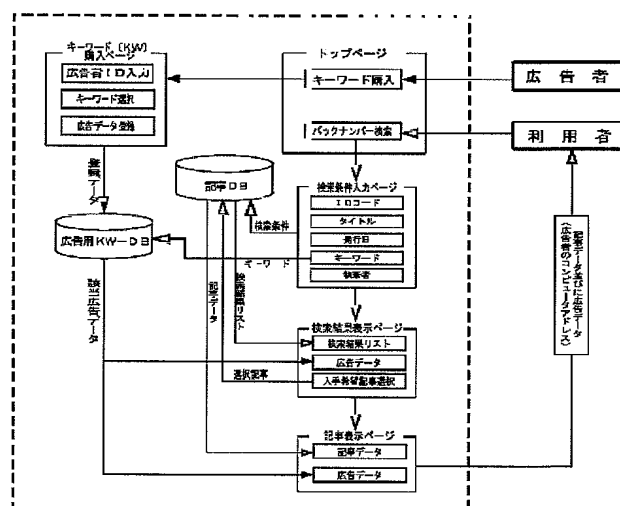 キーワード（KW）
購入ページ
広告者ＩＤ入力
キーワード選択
広告データ登録
トップページ
キーワード購入
バックナンバー検索
広告者
利用者
登録データ
記事ＤＢ
検索条件
検索条件入力ページ
ＩＤコード
タイトル
発行日
キーワード
執筆者
広告用ＫＷ－ＤＢ
キーワード
該当広告データ
記事データ
検索結果リスト
選択記事
検索結果表示ページ
検索結果リスト
広告データ
入手希望記事選択
記事表示ページ
記事データ
広告データ
記事データ並びに広告データ
（広告者のコンピュータアドレス）